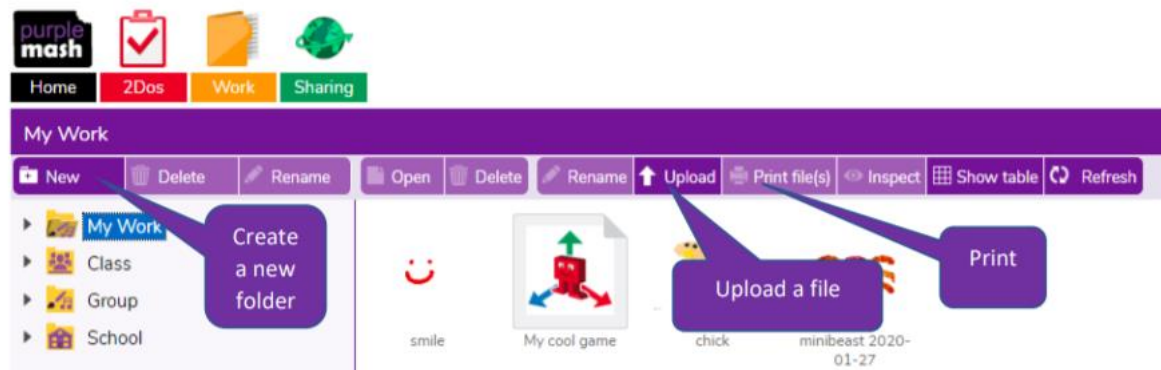 purple
mash
Home 2Dos Work Sharing
My Work
New Delete Rename Open Delete Rename Upload Print file(s) Inspect Show table Refresh
My Work
Class
Group
School
Create
a new
folder
Upload a file
Print
smile
My cool game
chick
minibeast 2020-
01-27